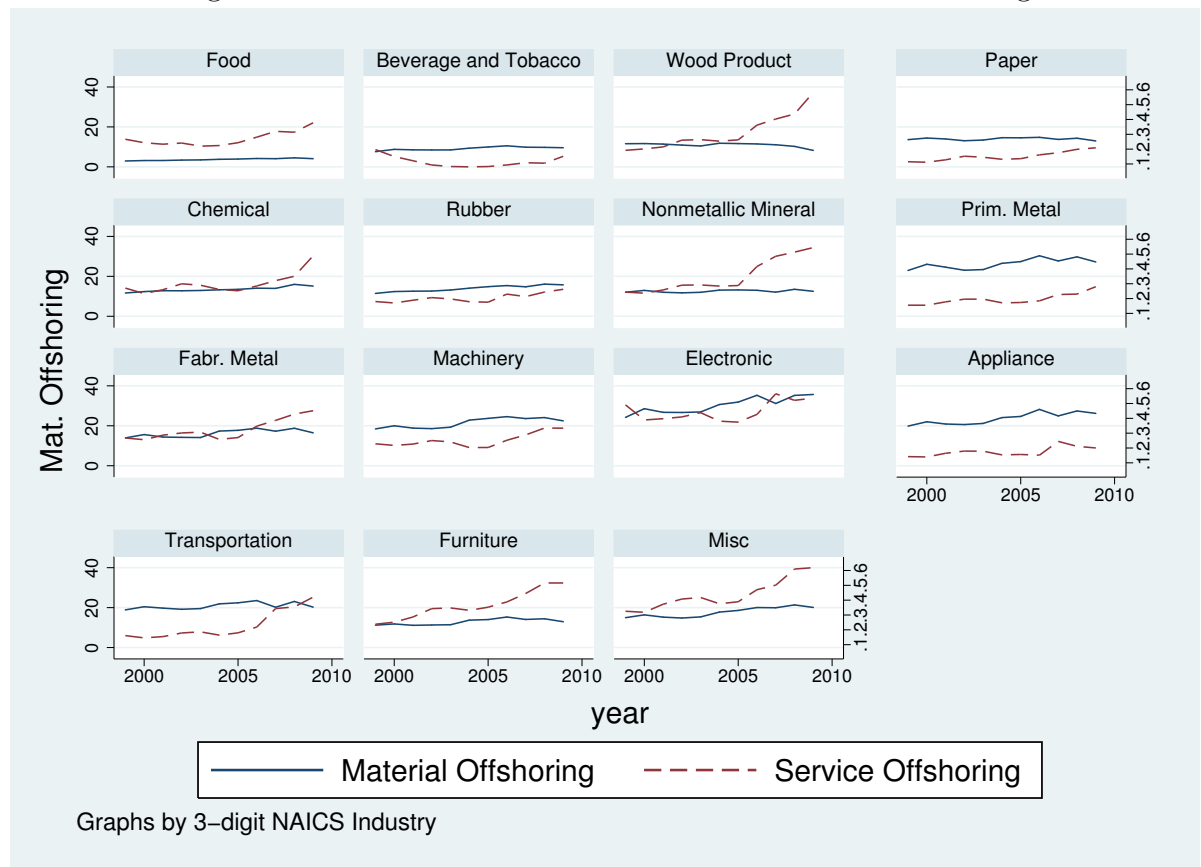 Food Beverage and Tobacco Wood Product Paper
40
20
0
.1.2.3.4.5.6
Chemical Rubber Nonmetallic Mineral Prim. Metal
40
20
0
.1.2.3.4.5.6
Fabr. Metal Machinery Electronic Appliance
40
20
0
.1.2.3.4.5.6
2000 2005 2010
Transportation Furniture Misc
40
20
0
.1.2.3.4.5.6
2000 2005 2010 2000 2005 2010 2000 2005 2010
Mat. Offshoring
year
Material Offshoring Service Offshoring
Graphs by 3−digit NAICS Industry